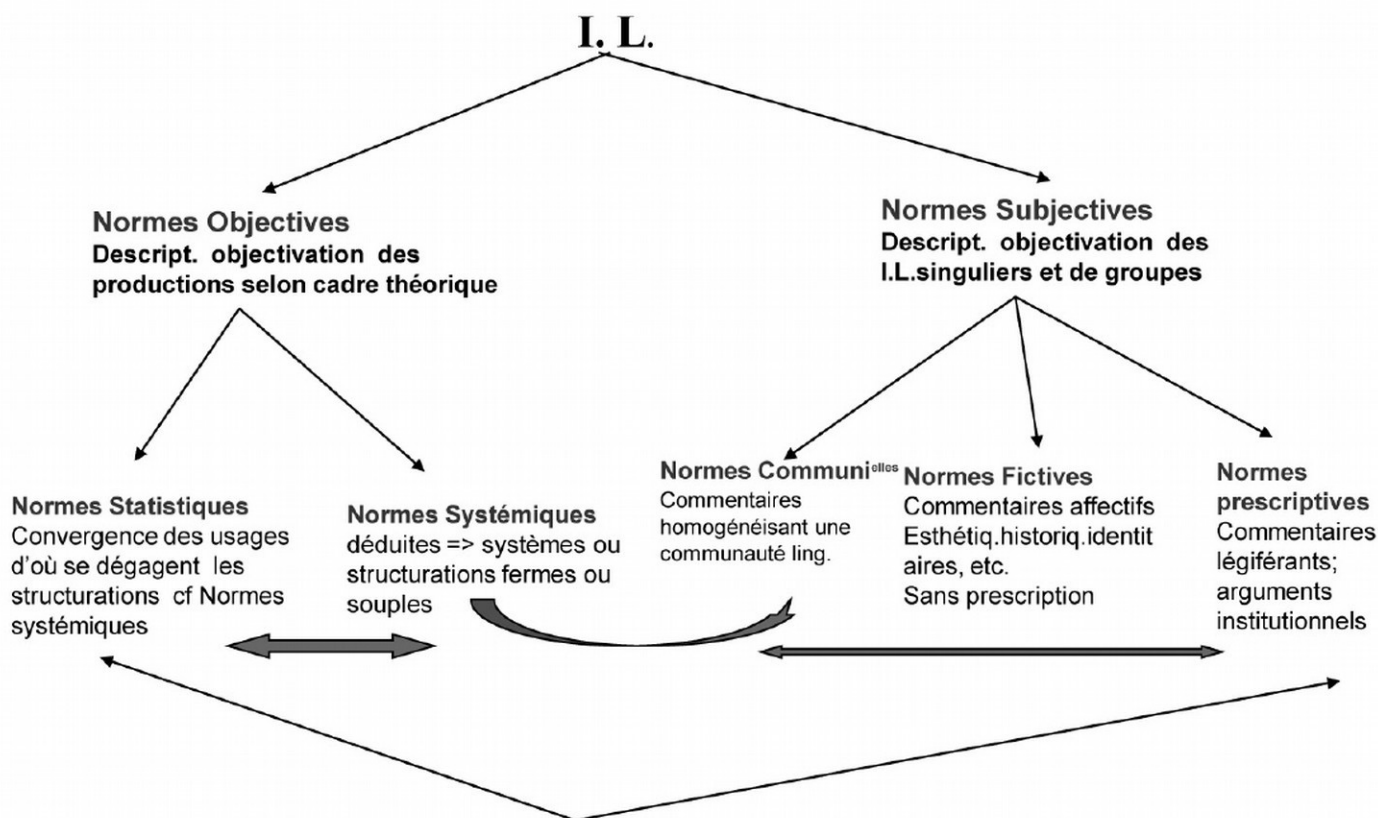 I. L.
Normes Objectives
Descript. objectivation des
productions selon cadre théorique
Normes Subjectives
Descript. objectivation des
I.L.singuliers et de groupes
Normes Statistiques
Convergence des usages
d'où se dégagent les
structurations cf Normes
systémiques
Normes Systémiques
déduites => systèmes ou
structurations fermes ou
souples
Normes Communielles
Commentaires
homogénéisant une
communauté ling.
Normes Fictives
Commentaires affectifs
Esthétiq.historiq.identit
aires, etc.
Sans prescription
Normes
prescriptives
Commentaires
légiférants;
arguments
institutionnels